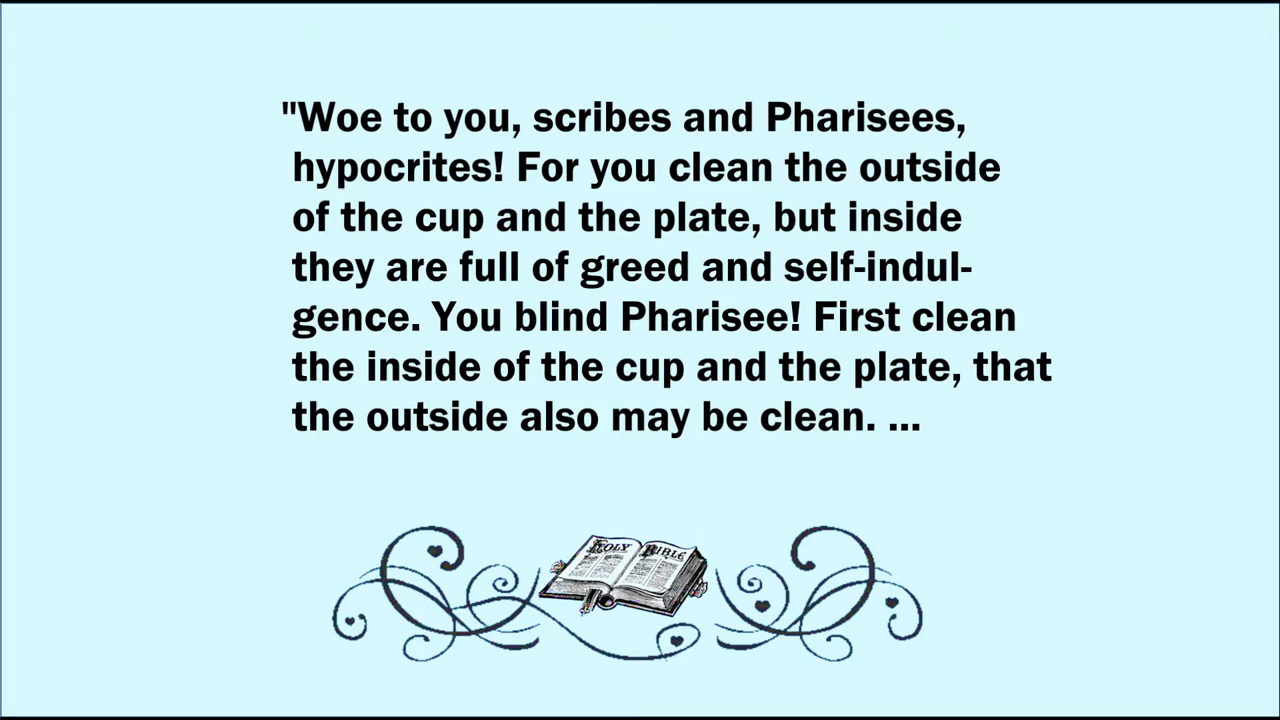 "Woe to you, scribes and Pharisees,
hypocrites! For you clean the outside
of the cup and the plate, but inside
they are full of greed and self-indul-
gence. You blind Pharisee! First clean
the inside of the cup and the plate, that
the outside also may be clean. ...
HOLY BIBLE